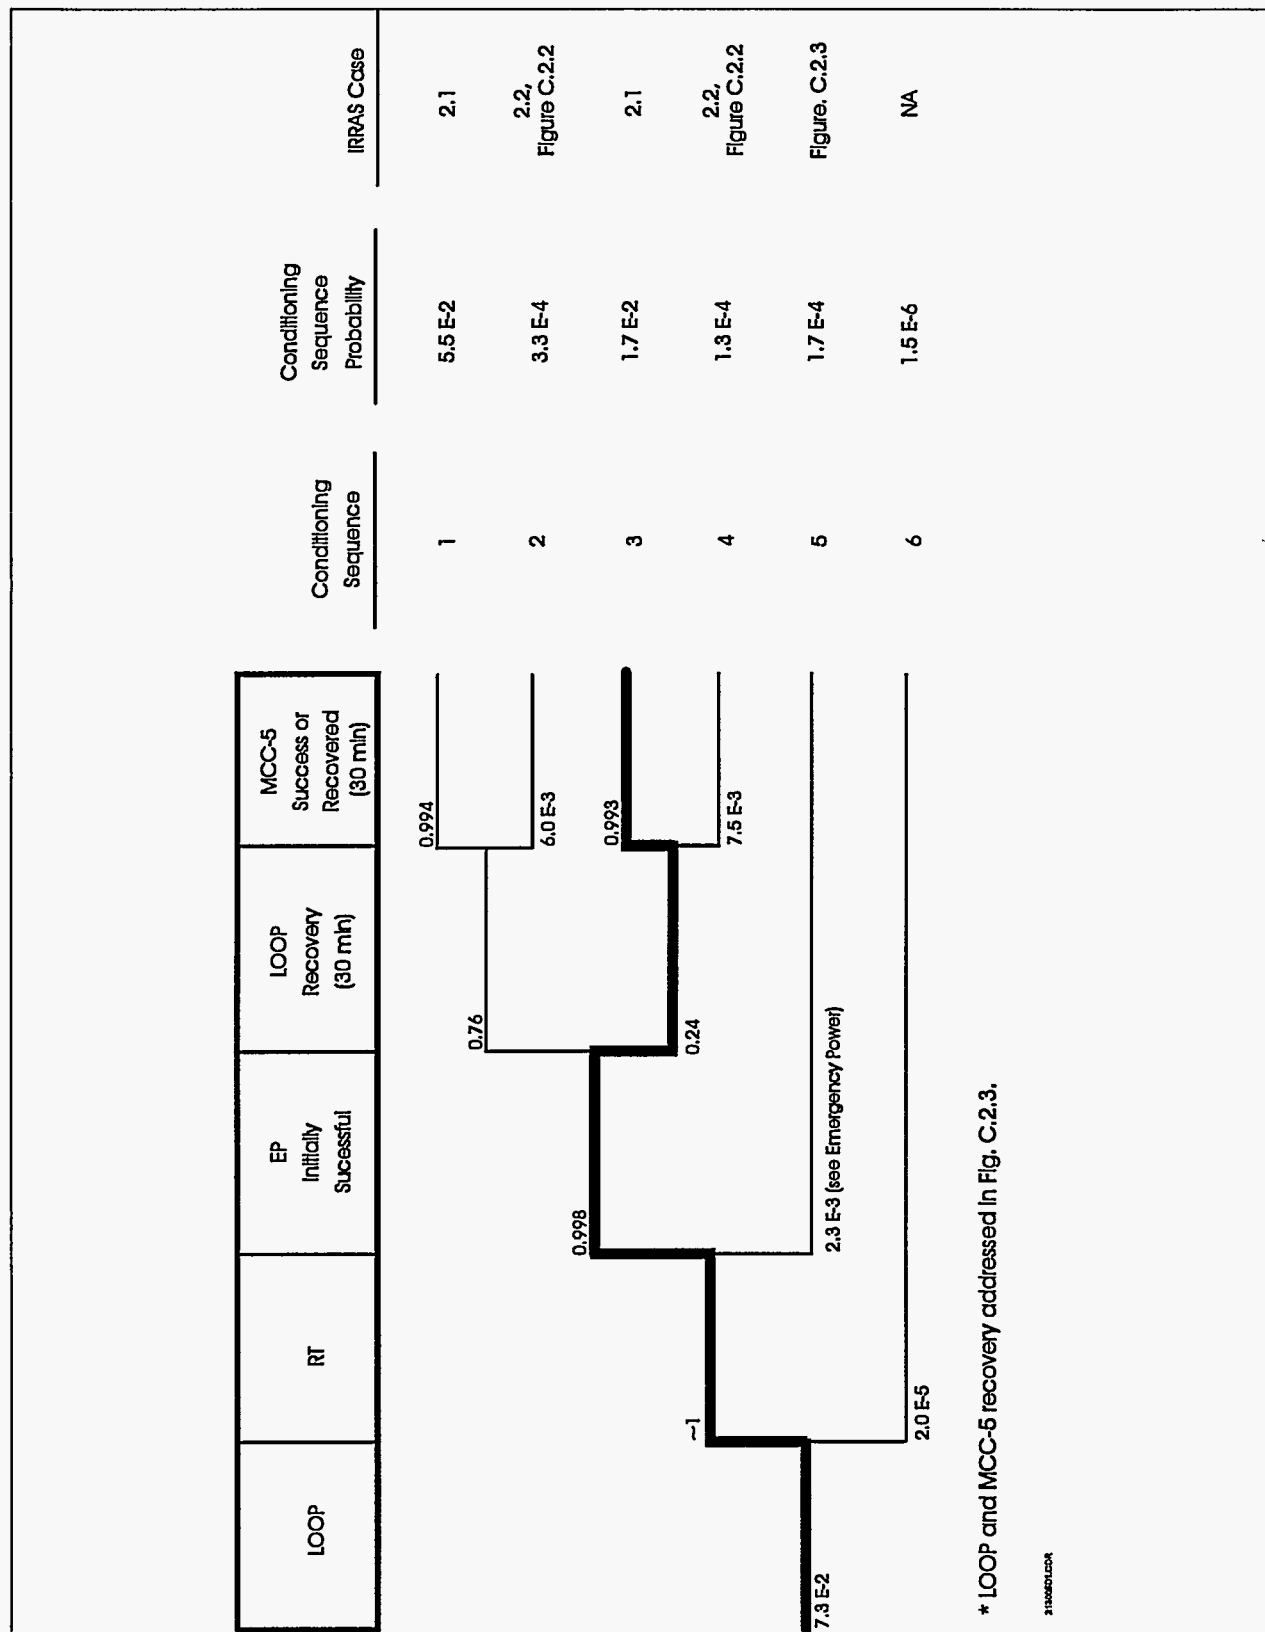 LOOP
RT
EP
Initially
Sucessful
LOOP
Recovery
(30 min)
MCC-5
Success or
Recovered
(30 min)
Conditioning
Sequence
Conditioning
Sequence
Probability
IRRAS Case
0.994
1
5.5 E-2
2.1
0.76
6.0 E-3
2
3.3 E-4
2.2,
Figure C.2.2
0.998
0.993
3
1.7 E-2
2.1
~1
0.24
7.5 E-3
4
1.3 E-4
2.2,
Figure C.2.2
7.3 E-2
2.3 E-3 (see Emergency Power)
5
1.7 E-4
Figure. C.2.3
2.0 E-5
6
1.5 E-6
NA
* LOOP and MCC-5 recovery addressed in Fig. C.2.3.